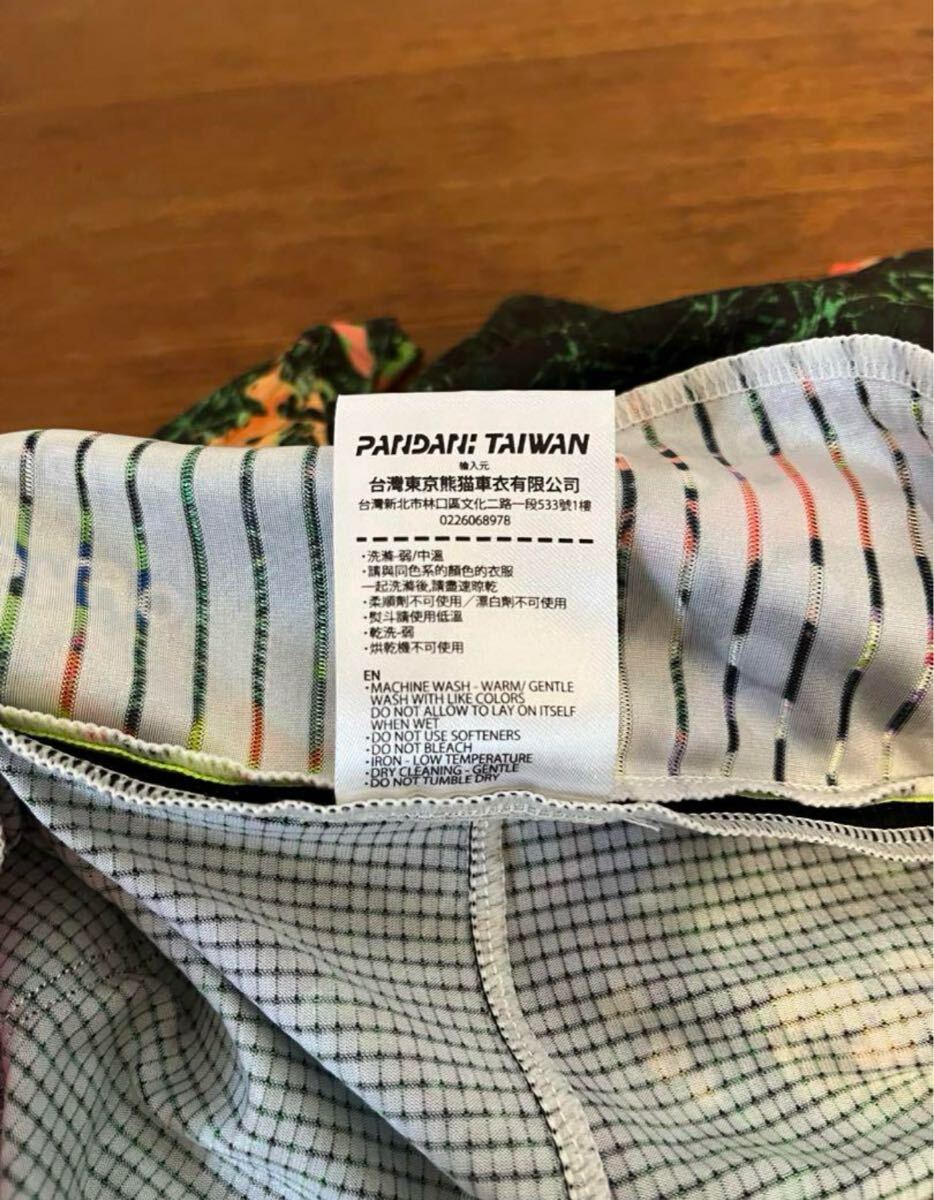 PANDANI TAIWAN
輸入元
台灣東京熊猫車衣有限公司
台灣新北市林口區文化二路一段533號1樓
0226068978
・洗滌-弱/中溫
・請與同色系的顏色的衣服
一起洗滌後,請盡速晾乾
・柔順劑不可使用／漂白劑不可使用
・熨斗請使用低溫
・乾洗-弱
・烘乾機不可使用
EN
・MACHINE WASH - WARM/ GENTLE
WASH WITH LIKE COLORS
DO NOT ALLOW TO LAY ON ITSELF
WHEN WET
・DO NOT USE SOFTENERS
・DO NOT BLEACH
・IRON - LOW TEMPERATURE
・DRY CLEANING - GENTLE
・DO NOT TUMBLE DRY